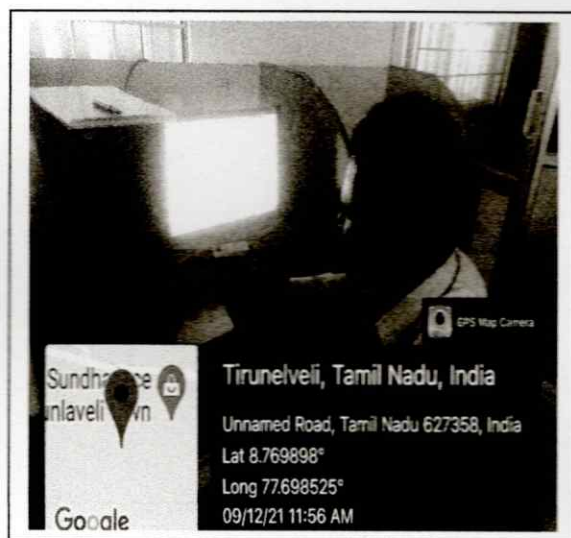 GPS Map Camera
Tirunelveli, Tamil Nadu, India
Unnamed Road, Tamil Nadu 627358, India
Lat 8.769898°
Long 77.698525°
09/12/21 11:56 AM
Google